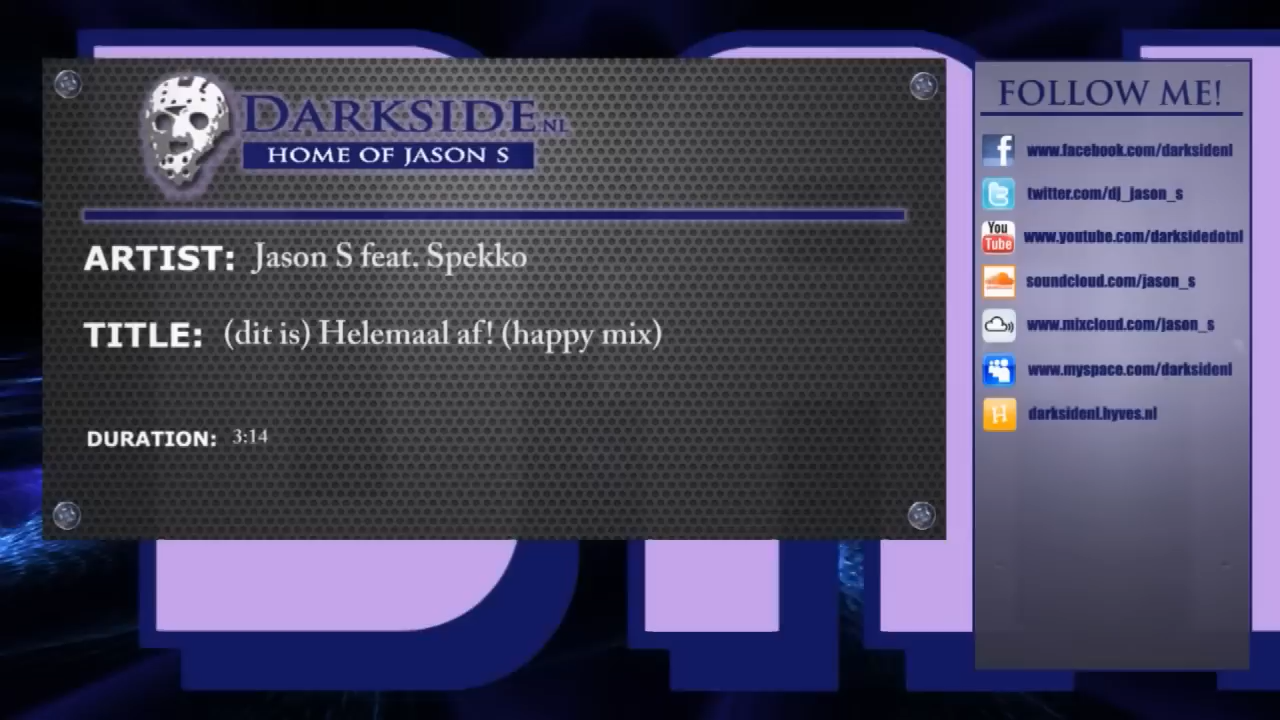 DARKSIDE.NL
HOME OF JASON S
ARTIST: Jason S feat. Spekko
TITLE: (dit is) Helemaal af! (happy mix)
DURATION: 3:14
FOLLOW ME!
f www.facebook.com/darksidenl
t twitter.com/dj_jason_s
You Tube www.youtube.com/darksidedotnl
soundcloud.com/jason_s
www.mixcloud.com/jason_s
www.myspace.com/darksidenl
H darksidenl.hyves.nl